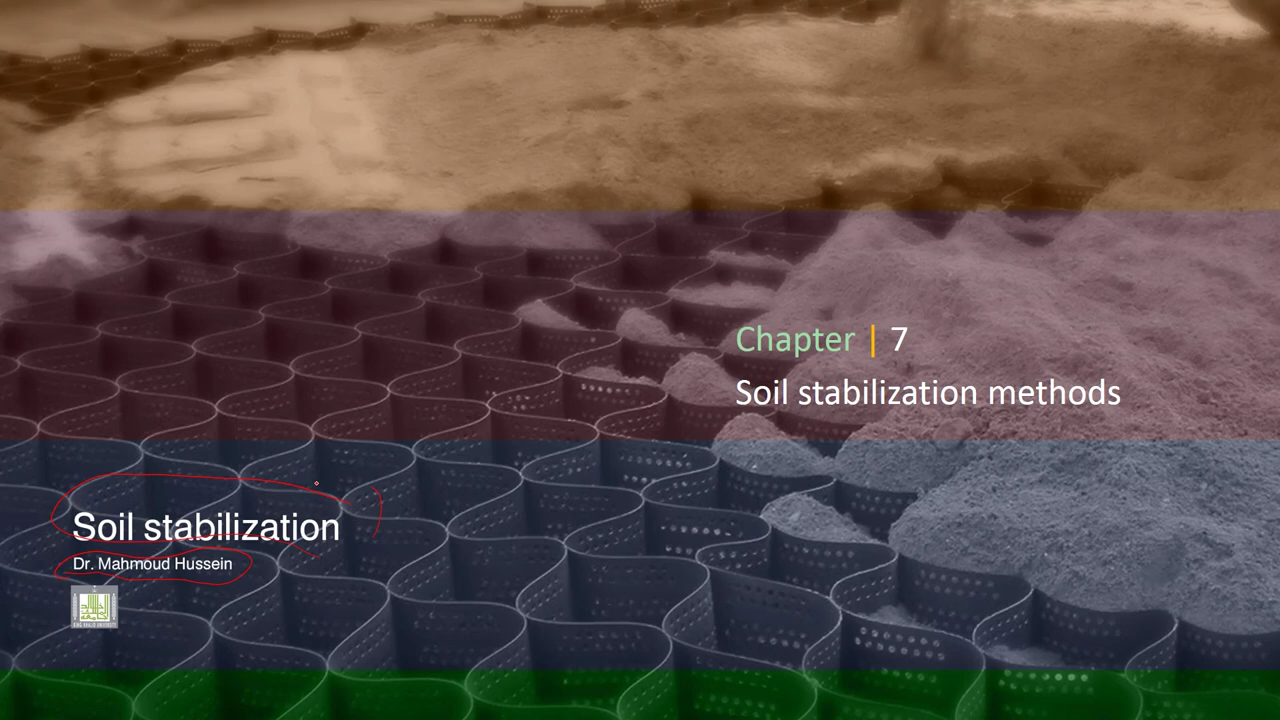 Chapter | 7
Soil stabilization methods
Soil stabilization
Dr. Mahmoud Hussein